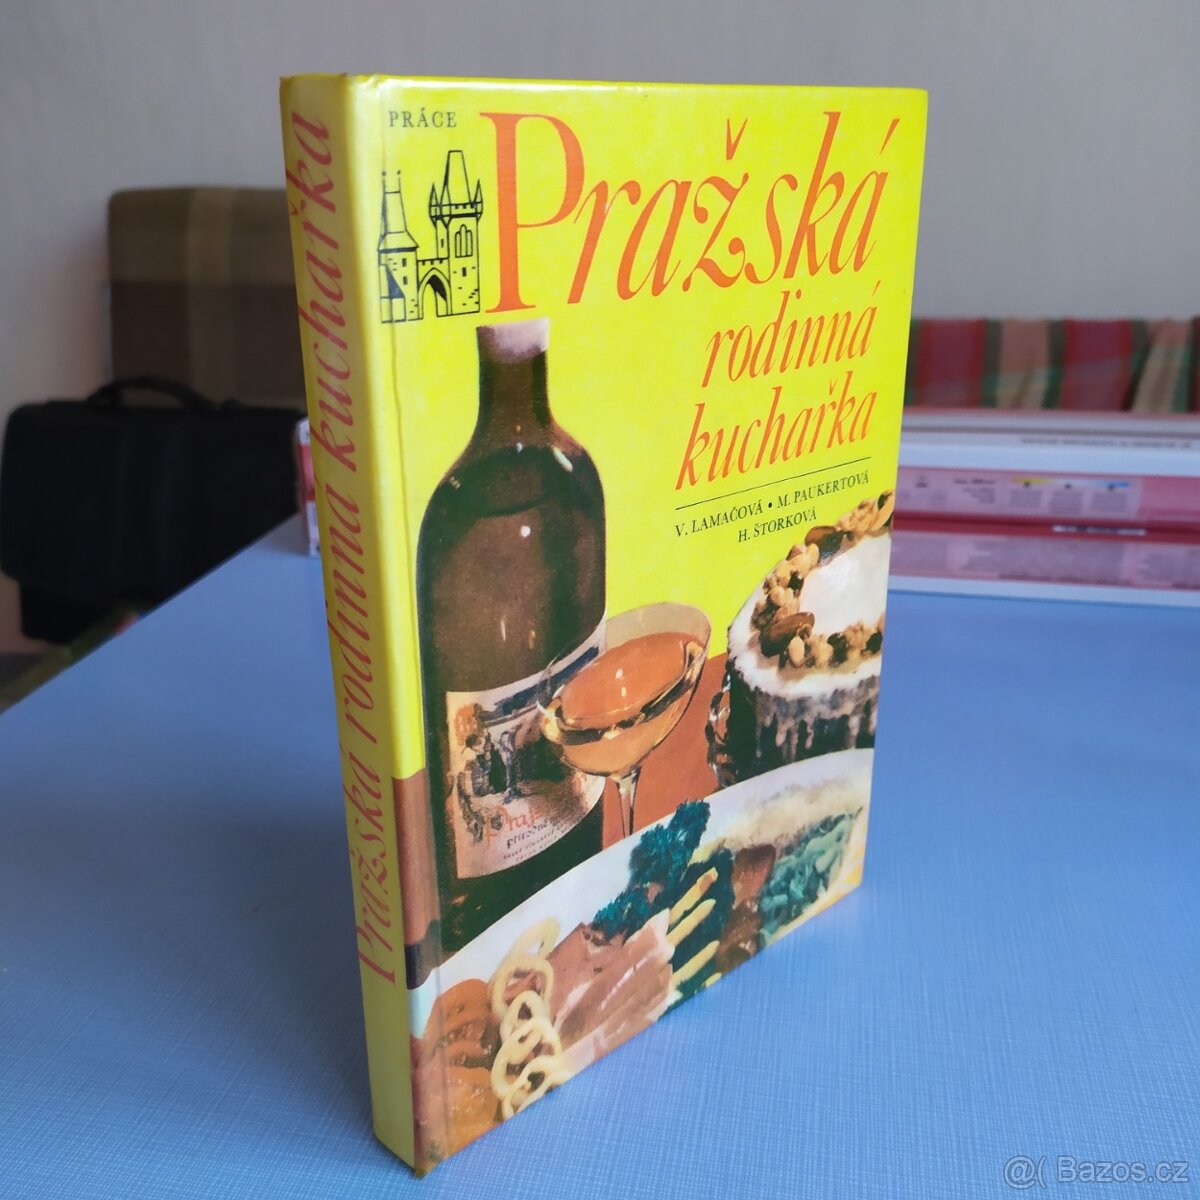 Pražská rodinná kuchařka
PRÁCE
Pražská
rodinná
kuchařka
V. LAMAČOVÁ • M. PAUKERTOVÁ
H. ŠTORKOVÁ
@( Bazos.cz